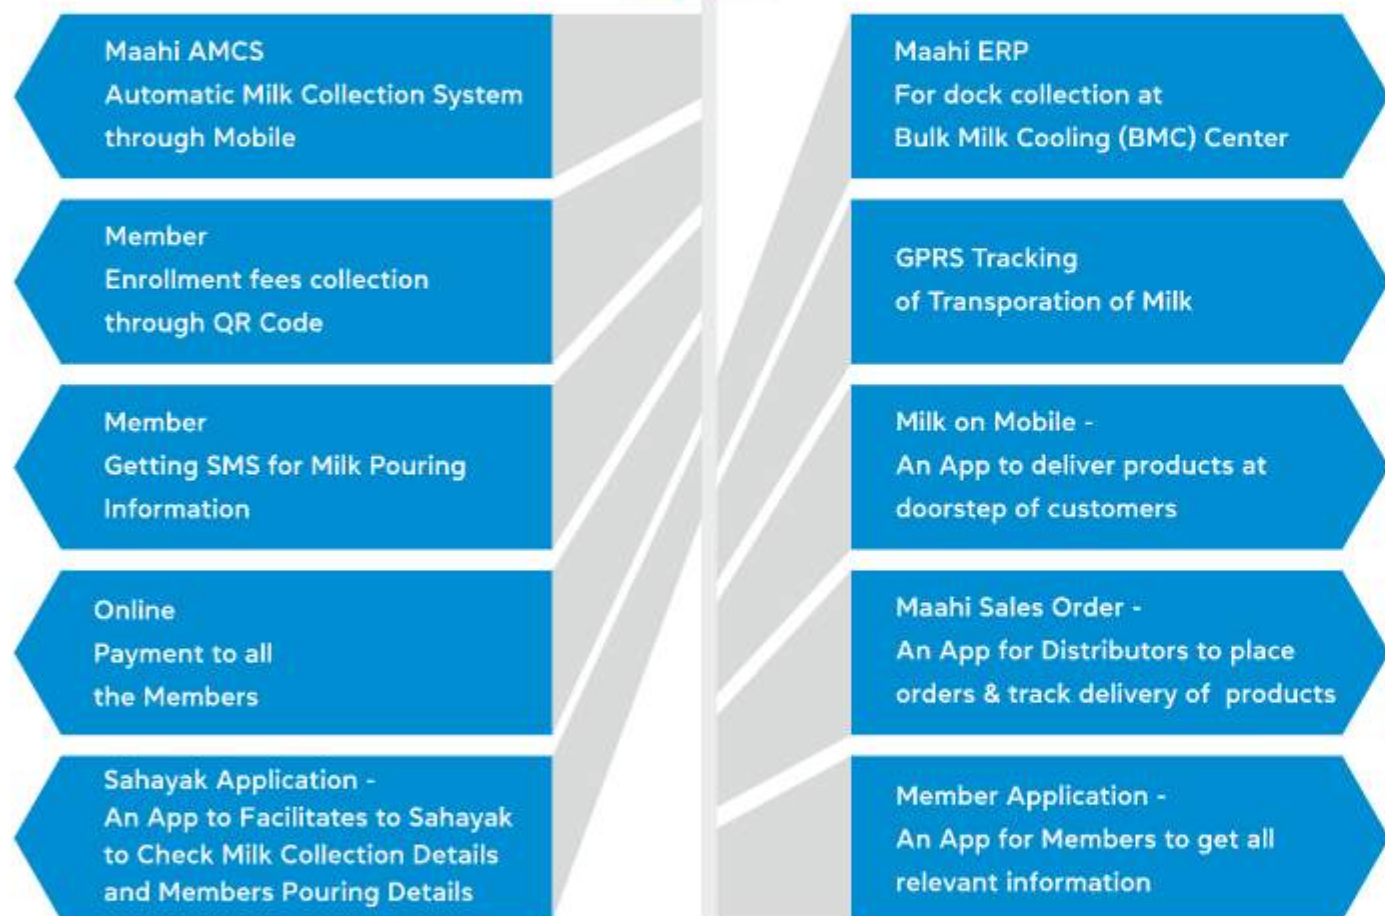 Maahi AMCS
Automatic Milk Collection System
through Mobile
Member
Enrollment fees collection
through QR Code
Member
Getting SMS for Milk Pouring
Information
Online
Payment to all
the Members
Sahayak Application -
An App to Facilitates to Sahayak
to Check Milk Collection Details
and Members Pouring Details
Maahi ERP
For dock collection at
Bulk Milk Cooling (BMC) Center
GPRS Tracking
of Transporation of Milk
Milk on Mobile -
An App to deliver products at
doorstep of customers
Maahi Sales Order -
An App for Distributors to place
orders & track delivery of products
Member Application -
An App for Members to get all
relevant information